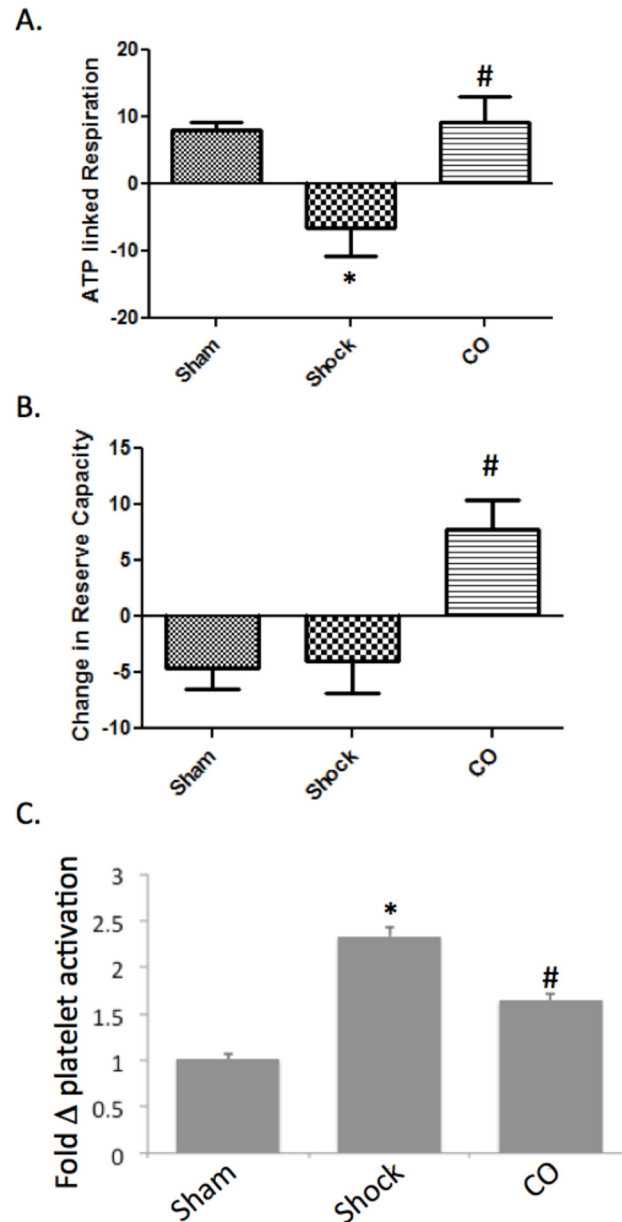 A.
ATP linked Respiration
20
10
0
-10
-20
#
*
Sham
Shock
CO
B.
Change in Reserve Capacity
15
10
5
0
-5
-10
#
Sham
Shock
CO
C.
Fold Δ platelet activation
3
2.5
2
1.5
1
0.5
0
*
#
Sham
Shock
CO